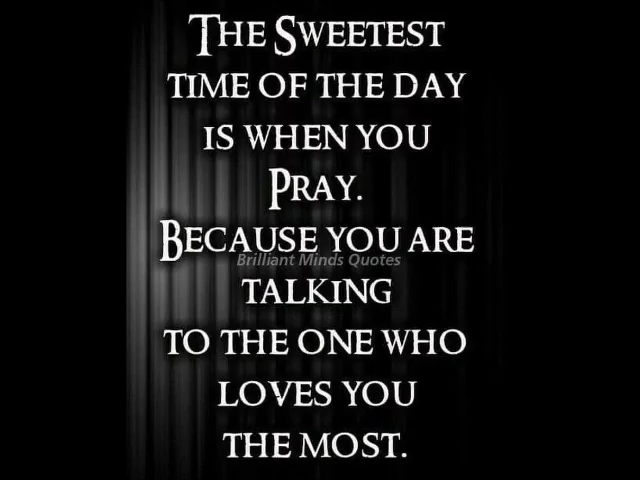 The Sweetest
time of the day
is when you
Pray.
Because you are
Brilliant Minds Quotes
talking
to the one who
loves you
the most.